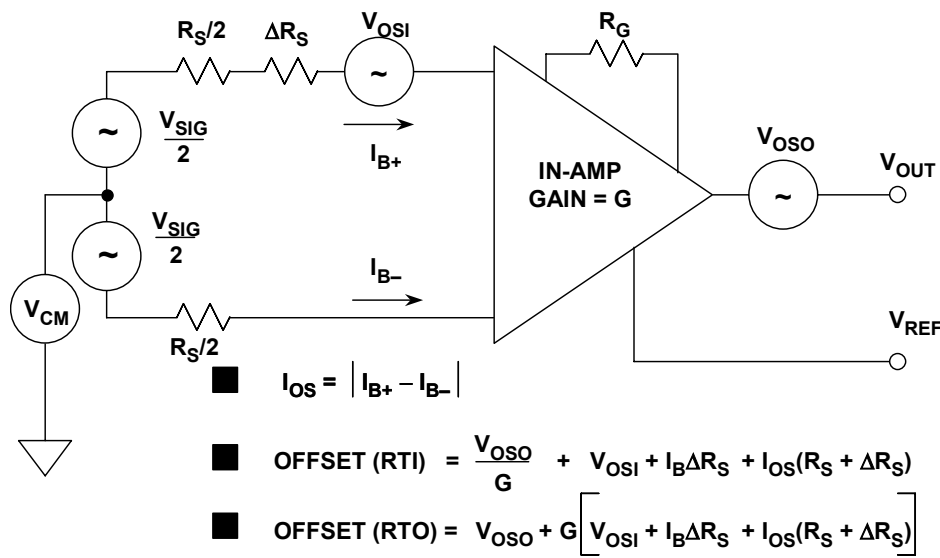 R_S/2
ΔR_S
V_OSI
R_G
V_SIG
2
I_B+
IN-AMP
GAIN = G
V_OSO
V_OUT
V_SIG
2
I_B–
V_CM
R_S/2
V_REF
I_OS = | I_B+ – I_B– |
OFFSET (RTI) = V_OSO/G + V_OSI + I_BΔR_S + I_OS(R_S + ΔR_S)
OFFSET (RTO) = V_OSO + G[V_OSI + I_BΔR_S + I_OS(R_S + ΔR_S)]